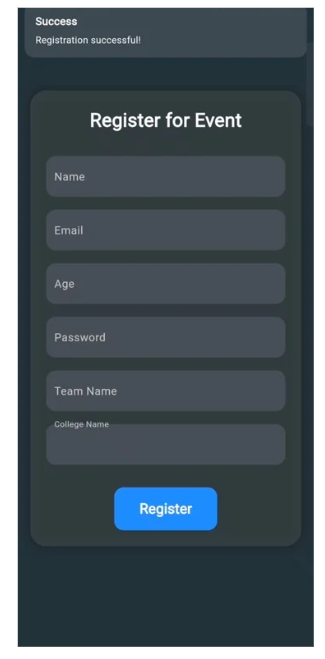 Success
Registration successful!
Register for Event
Name
Email
Age
Password
Team Name
College Name
Register